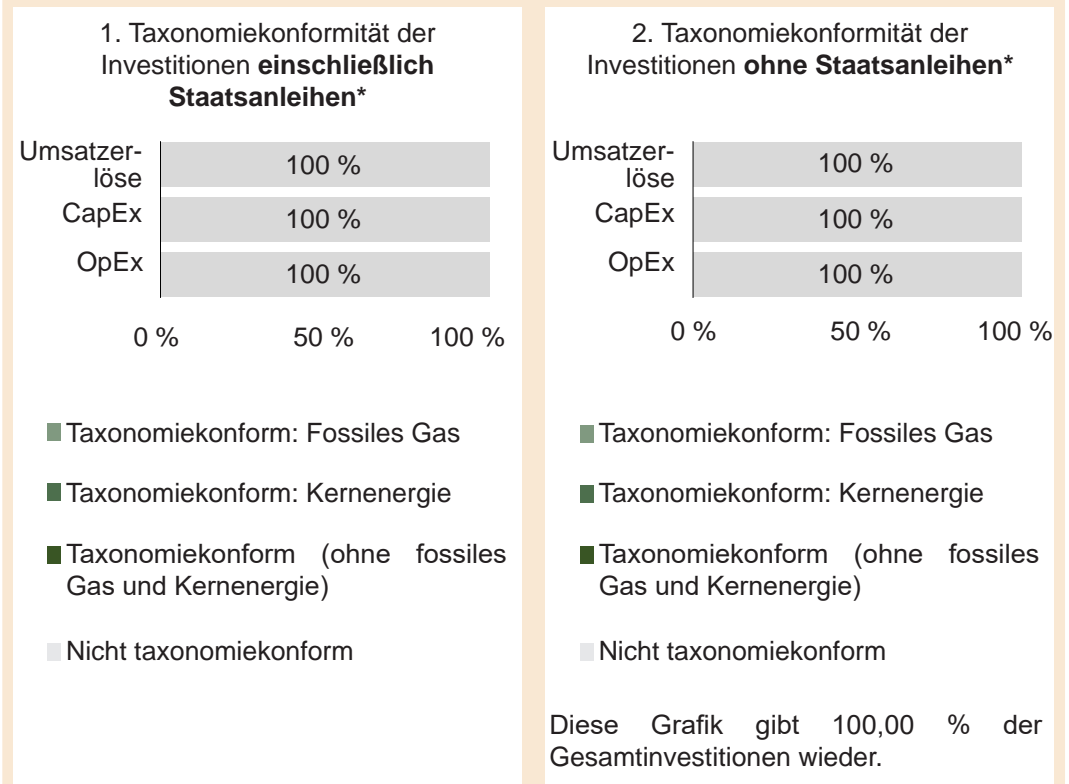 1. Taxonomiekonformität der
Investitionen einschließlich
Staatsanleihen*
Umsatzer-
löse
100 %
CapEx
100 %
OpEx
100 %
0 % 50 % 100 %
Taxonomiekonform: Fossiles Gas
Taxonomiekonform: Kernenergie
Taxonomiekonform (ohne fossiles
Gas und Kernenergie)
Nicht taxonomiekonform
2. Taxonomiekonformität der
Investitionen ohne Staatsanleihen*
Umsatzer-
löse
100 %
CapEx
100 %
OpEx
100 %
0 % 50 % 100 %
Taxonomiekonform: Fossiles Gas
Taxonomiekonform: Kernenergie
Taxonomiekonform (ohne fossiles
Gas und Kernenergie)
Nicht taxonomiekonform
Diese Grafik gibt 100,00 % der
Gesamtinvestitionen wieder.